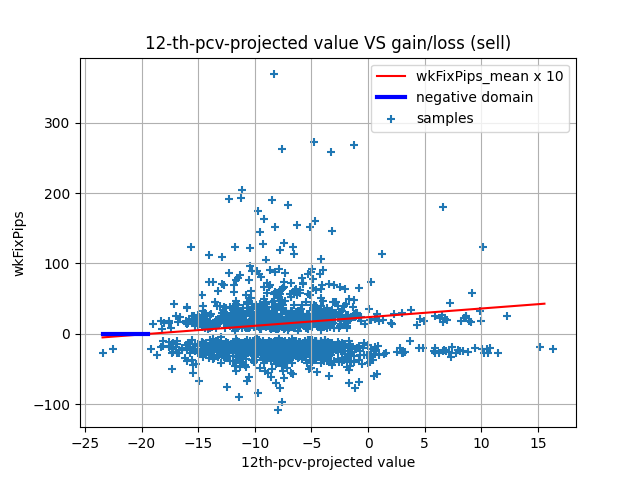 12-th-pcv-projected value VS gain/loss (sell)
wkFixPips_mean x 10
negative domain
samples
wkFixPips
300
200
100
0
−100
−25 −20 −15 −10 −5 0 5 10 15
12th-pcv-projected value